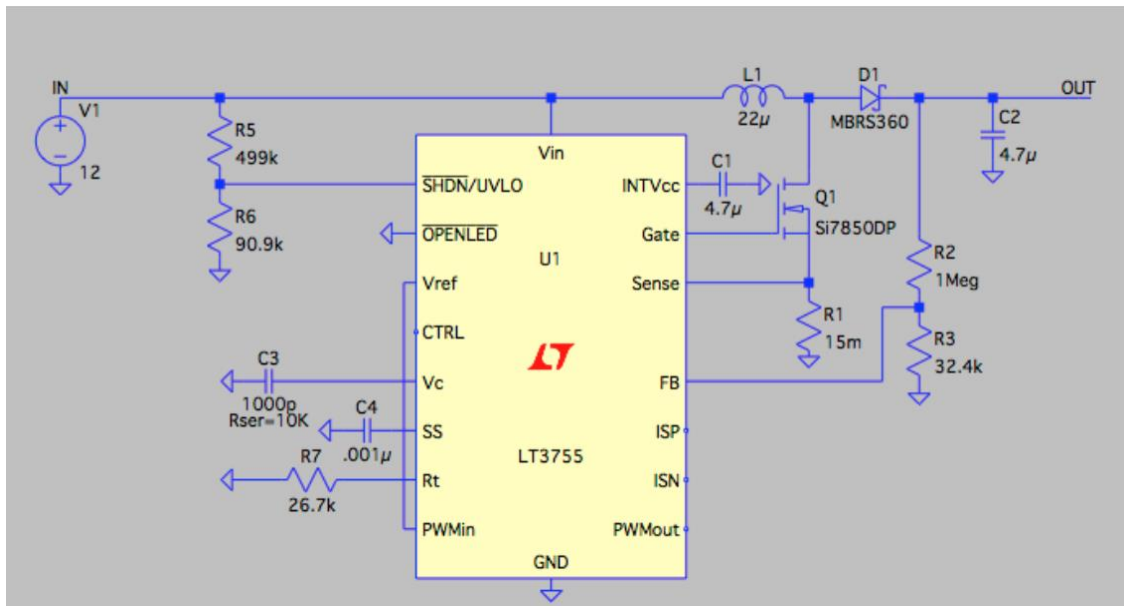 IN
V1
12
R5
499k
R6
90.9k
L1
22µ
D1
MBRS360
OUT
C2
4.7µ
Vin
SHDN/UVLO
OPENLED
Vref
CTRL
Vc
SS
Rt
PWMin
U1
LT
LT3755
GND
INTVcc
Gate
Sense
FB
ISP
ISN
PWMout
C1
4.7µ
Q1
Si7850DP
R1
15m
R2
1Meg
R3
32.4k
C3
1000p
Rser=10K
C4
.001µ
R7
26.7k